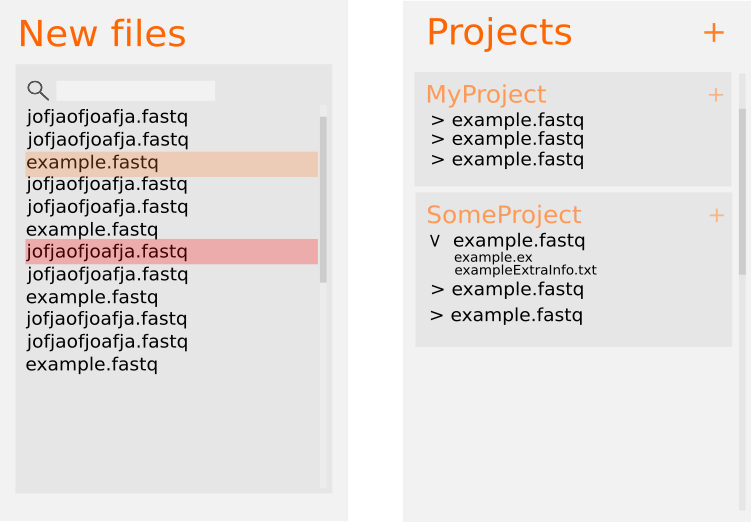 New files
jofjaofjoafja.fastq
jofjaofjoafja.fastq
example.fastq
jofjaofjoafja.fastq
jofjaofjoafja.fastq
example.fastq
jofjaofjoafja.fastq
jofjaofjoafja.fastq
example.fastq
jofjaofjoafja.fastq
jofjaofjoafja.fastq
example.fastq
Projects +
MyProject +
> example.fastq
> example.fastq
> example.fastq
SomeProject +
V example.fastq
example.ex
exampleExtraInfo.txt
> example.fastq
> example.fastq